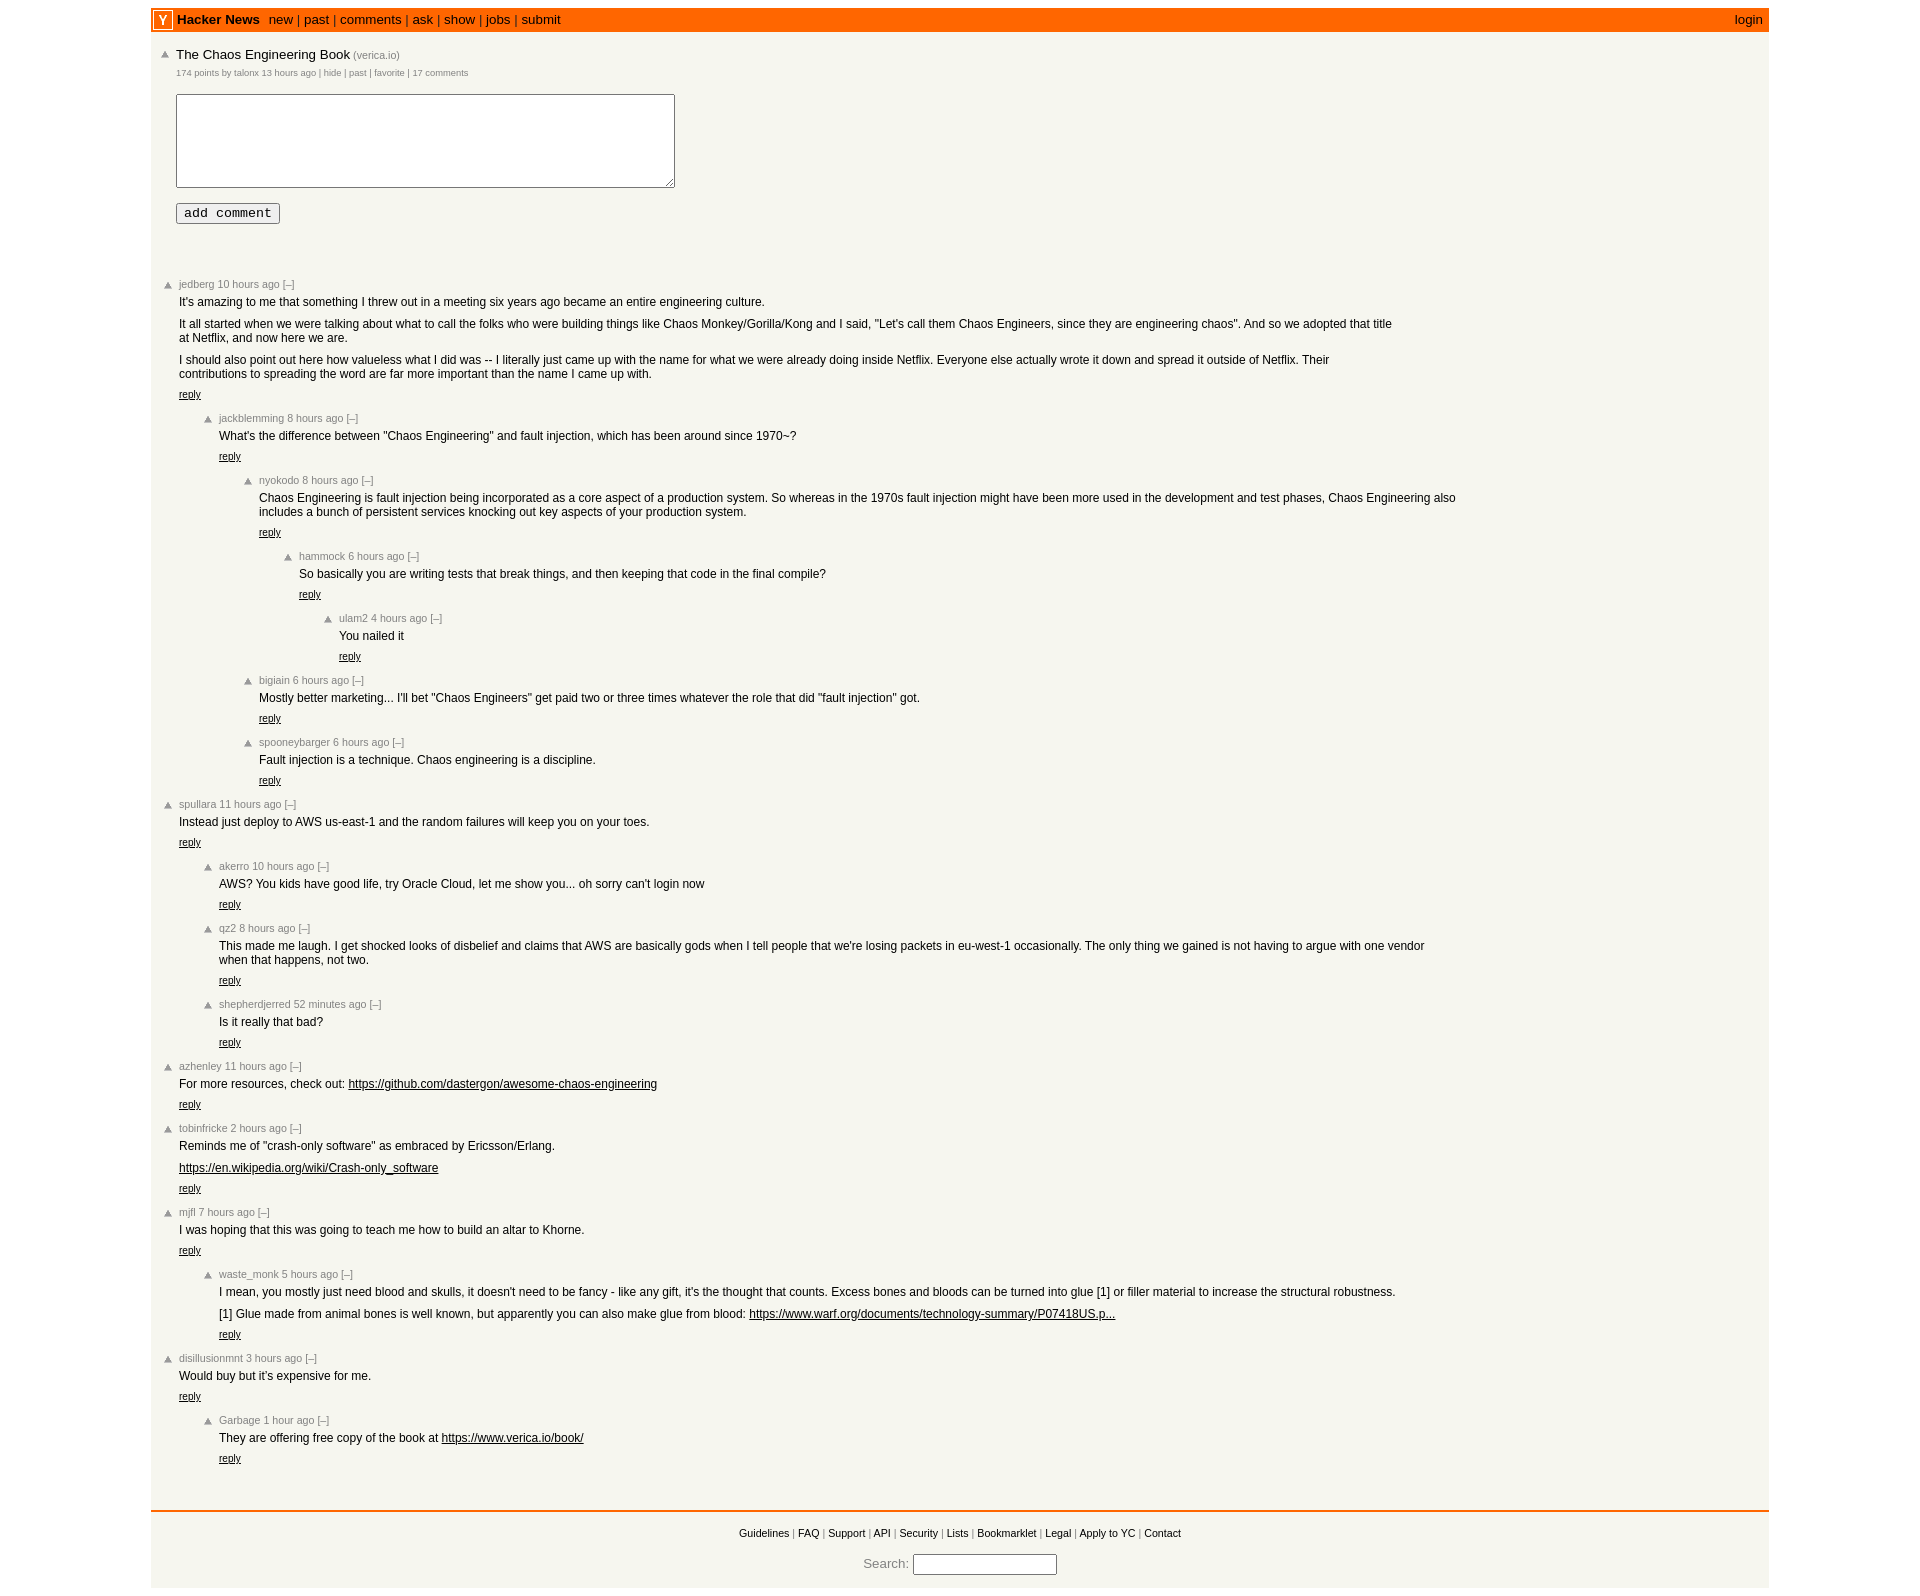 Y Hacker News new | past | comments | ask | show | jobs | submit login
The Chaos Engineering Book (verica.io)
174 points by talonx 13 hours ago | hide | past | favorite | 17 comments
add comment
jedberg 10 hours ago [–]
It's amazing to me that something I threw out in a meeting six years ago became an entire engineering culture.
It all started when we were talking about what to call the folks who were building things like Chaos Monkey/Gorilla/Kong and I said, "Let's call them Chaos Engineers, since they are engineering chaos". And so we adopted that title
at Netflix, and now here we are.
I should also point out here how valueless what I did was -- I literally just came up with the name for what we were already doing inside Netflix. Everyone else actually wrote it down and spread it outside of Netflix. Their
contributions to spreading the word are far more important than the name I came up with.
reply
jackblemming 8 hours ago [–]
What's the difference between "Chaos Engineering" and fault injection, which has been around since 1970~?
reply
nyokodo 8 hours ago [–]
Chaos Engineering is fault injection being incorporated as a core aspect of a production system. So whereas in the 1970s fault injection might have been more used in the development and test phases, Chaos Engineering also
includes a bunch of persistent services knocking out key aspects of your production system.
reply
hammock 6 hours ago [–]
So basically you are writing tests that break things, and then keeping that code in the final compile?
reply
ulam2 4 hours ago [–]
You nailed it
reply
bigiain 6 hours ago [–]
Mostly better marketing... I'll bet "Chaos Engineers" get paid two or three times whatever the role that did "fault injection" got.
reply
spooneybarger 6 hours ago [–]
Fault injection is a technique. Chaos engineering is a discipline.
reply
spullara 11 hours ago [–]
Instead just deploy to AWS us-east-1 and the random failures will keep you on your toes.
reply
akerro 10 hours ago [–]
AWS? You kids have good life, try Oracle Cloud, let me show you... oh sorry can't login now
reply
qz2 8 hours ago [–]
This made me laugh. I get shocked looks of disbelief and claims that AWS are basically gods when I tell people that we're losing packets in eu-west-1 occasionally. The only thing we gained is not having to argue with one vendor
when that happens, not two.
reply
shepherdjerred 52 minutes ago [–]
Is it really that bad?
reply
azhenley 11 hours ago [–]
For more resources, check out: https://github.com/dastergon/awesome-chaos-engineering
reply
tobinfricke 2 hours ago [–]
Reminds me of "crash-only software" as embraced by Ericsson/Erlang.
https://en.wikipedia.org/wiki/Crash-only_software
reply
mjfl 7 hours ago [–]
I was hoping that this was going to teach me how to build an altar to Khorne.
reply
waste_monk 5 hours ago [–]
I mean, you mostly just need blood and skulls, it doesn't need to be fancy - like any gift, it's the thought that counts. Excess bones and bloods can be turned into glue [1] or filler material to increase the structural robustness.
[1] Glue made from animal bones is well known, but apparently you can also make glue from blood: https://www.warf.org/documents/technology-summary/P07418US.p...
reply
disillusionmnt 3 hours ago [–]
Would buy but it's expensive for me.
reply
Garbage 1 hour ago [–]
They are offering free copy of the book at https://www.verica.io/book/
reply
Guidelines | FAQ | Support | API | Security | Lists | Bookmarklet | Legal | Apply to YC | Contact
Search: